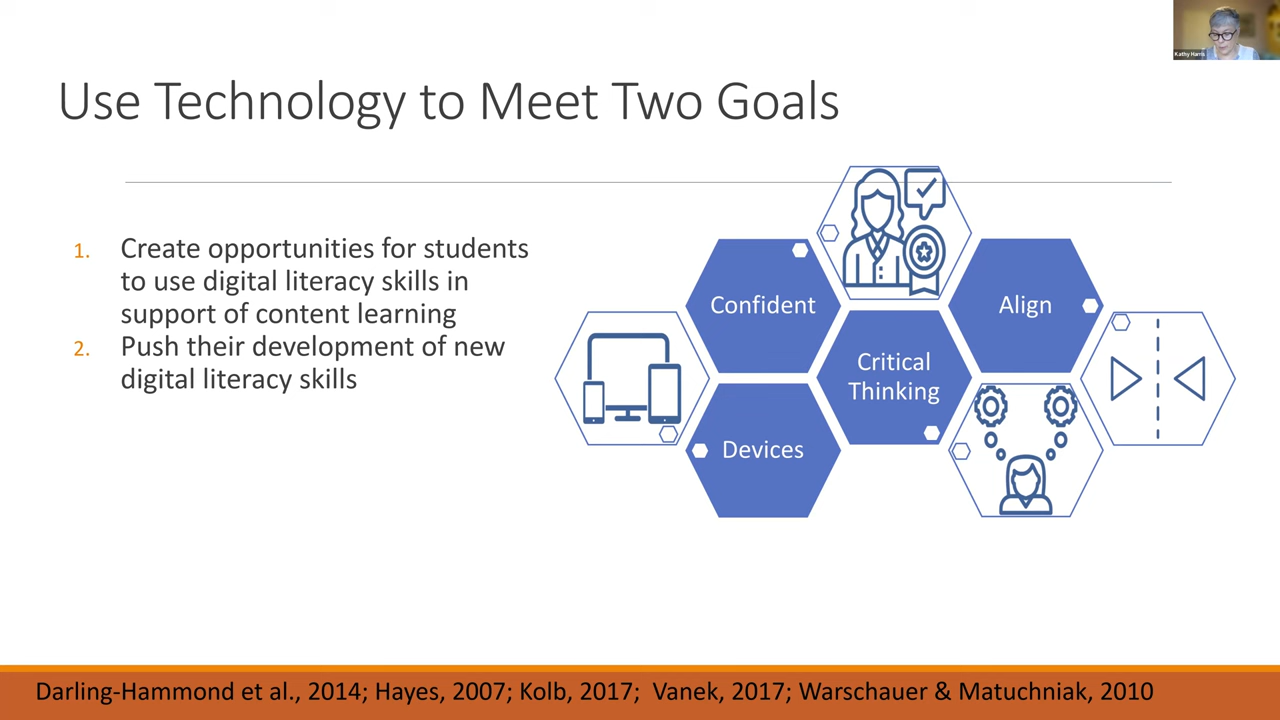 Kathy Harris
Use Technology to Meet Two Goals
1. Create opportunities for students
to use digital literacy skills in
support of content learning
2. Push their development of new
digital literacy skills
Confident
Align
Critical
Thinking
Devices
Darling-Hammond et al., 2014; Hayes, 2007; Kolb, 2017;  Vanek, 2017; Warschauer & Matuchniak, 2010